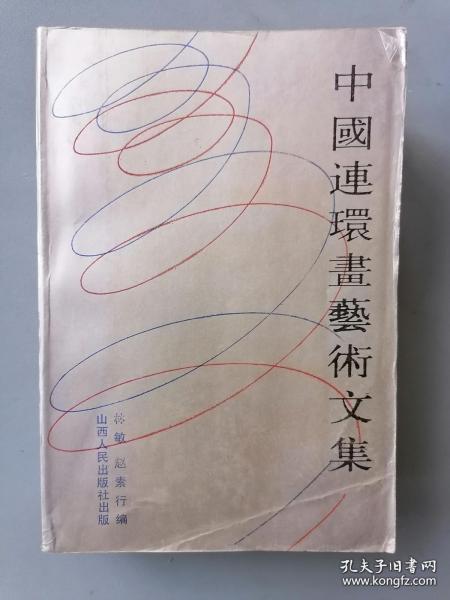 中國連環畫藝術文集
林敏 赵素行编
山西人民出版社出版
孔夫子旧书网
www.kongfz.com